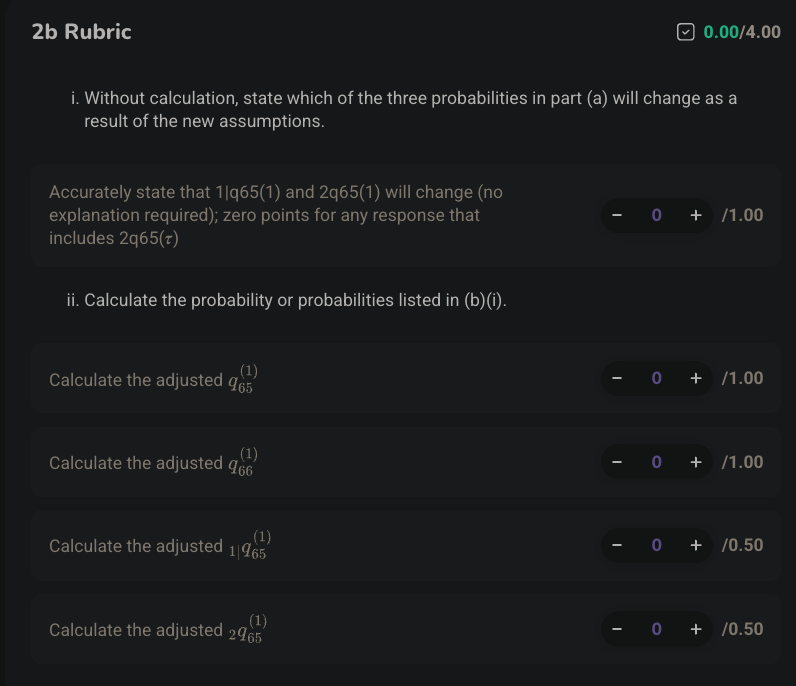 2b Rubric
0.00/4.00
i. Without calculation, state which of the three probabilities in part (a) will change as a
result of the new assumptions.
Accurately state that 1|q65(1) and 2q65(1) will change (no
explanation required); zero points for any response that
includes 2q65(τ)
− 0 + /1.00
ii. Calculate the probability or probabilities listed in (b)(i).
Calculate the adjusted $q_{65}^{(1)}$
− 0 + /1.00
Calculate the adjusted $q_{66}^{(1)}$
− 0 + /1.00
Calculate the adjusted ${}_{1|}q_{65}^{(1)}$
− 0 + /0.50
Calculate the adjusted ${}_{2}q_{65}^{(1)}$
− 0 + /0.50